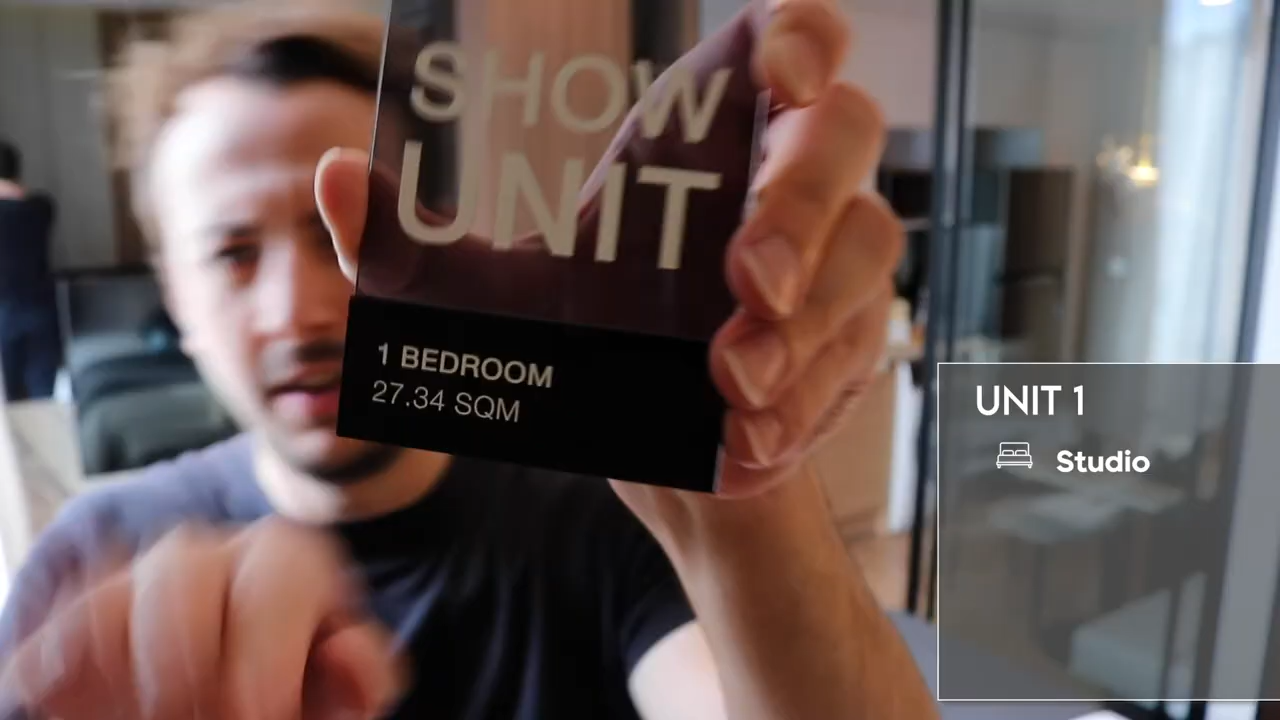 SHOW
UNIT
1 BEDROOM
27.34 SQM
UNIT 1
Studio